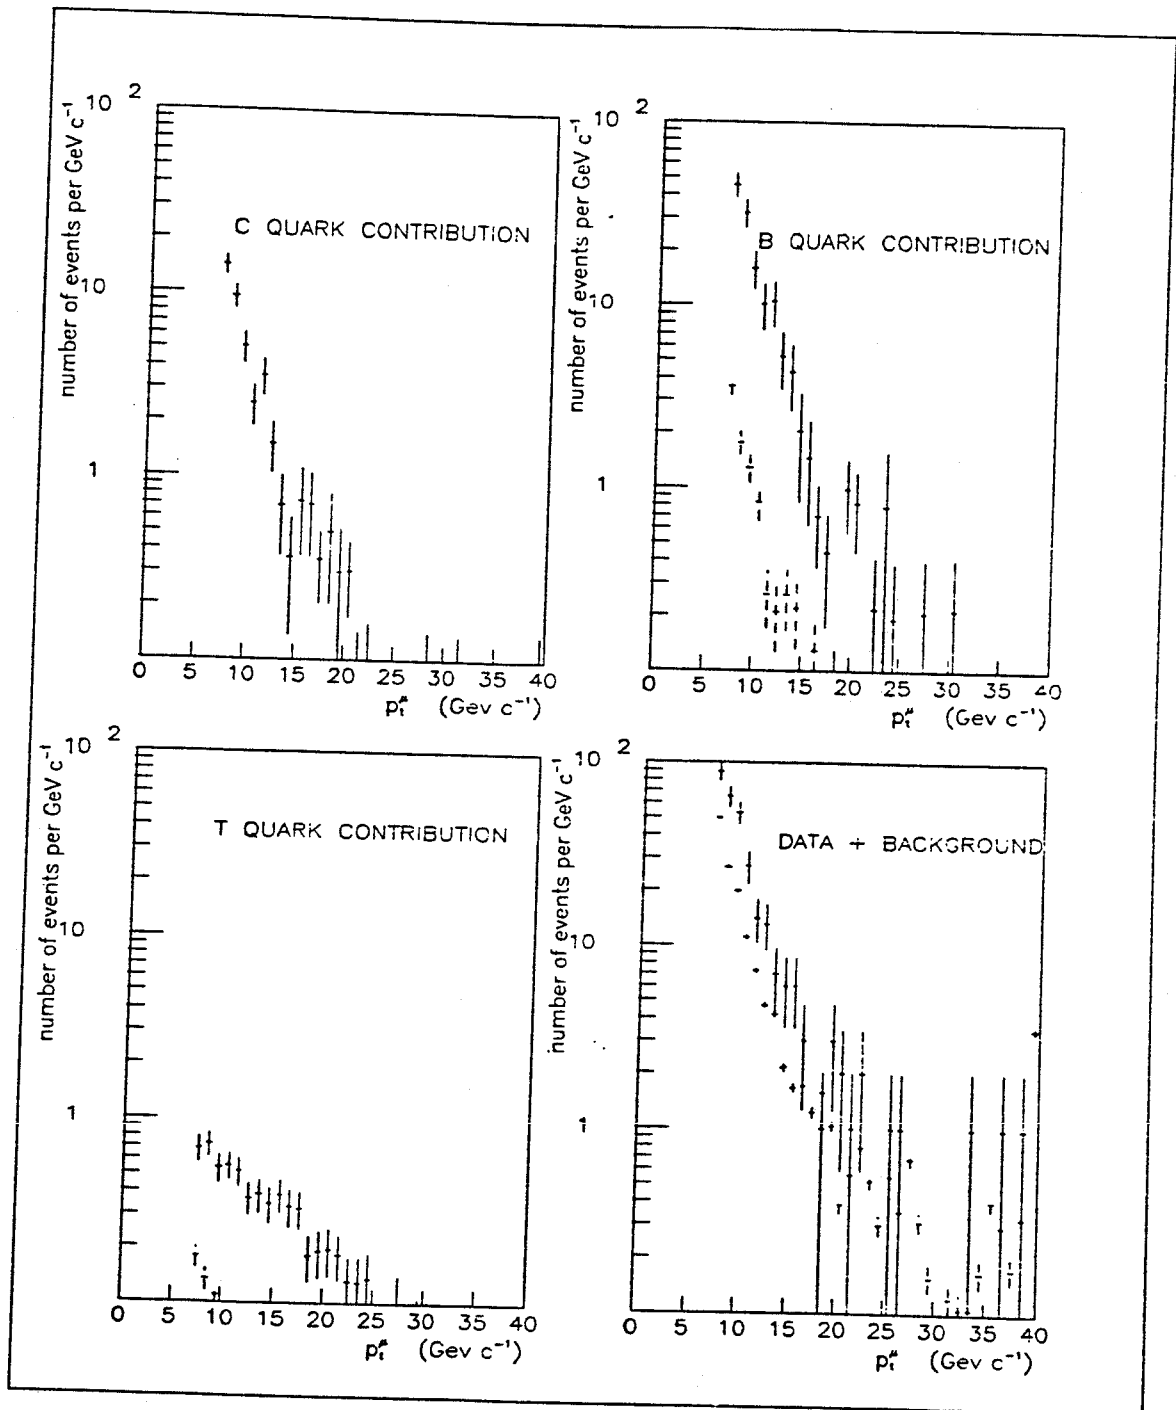 10 2
number of events per GeV c⁻¹
C QUARK CONTRIBUTION
10
1
0 5 10 15 20 25 30 35 40
pₜ^μ (Gev c⁻¹)
10 2
number of events per GeV c⁻¹
B QUARK CONTRIBUTION
10
1
0 5 10 15 20 25 30 35 40
pₜ^μ (Gev c⁻¹)
10 2
number of events per GeV c⁻¹
T QUARK CONTRIBUTION
10
1
0 5 10 15 20 25 30 35 40
pₜ^μ (Gev c⁻¹)
10 2
number of events per GeV c⁻¹
DATA + BACKGROUND
10
1
0 5 10 15 20 25 30 35 40
pₜ^μ (Gev c⁻¹)